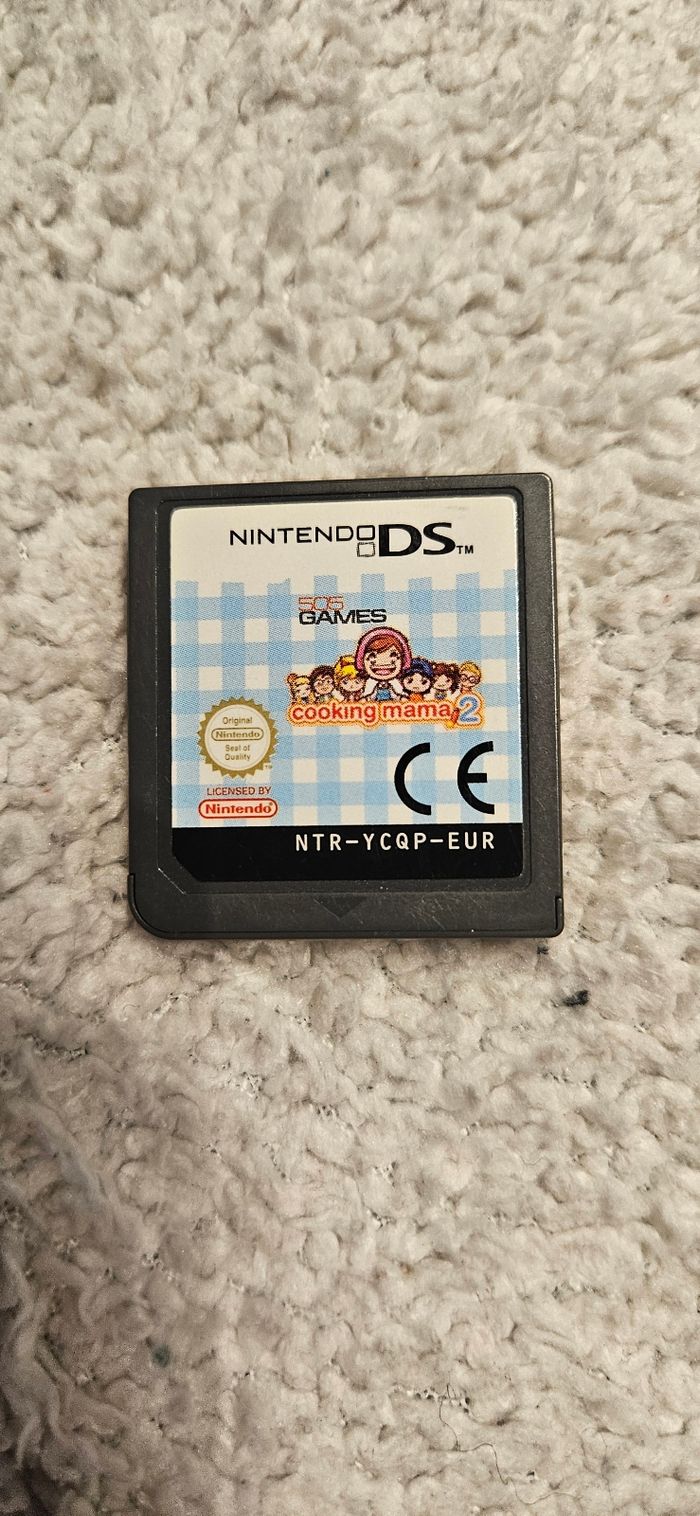 NINTENDO DS™
505
GAMES
cooking mama 2
Original
Nintendo
Seal of
Quality
TM
LICENSED BY
Nintendo®
CE
NTR-YCQP-EUR